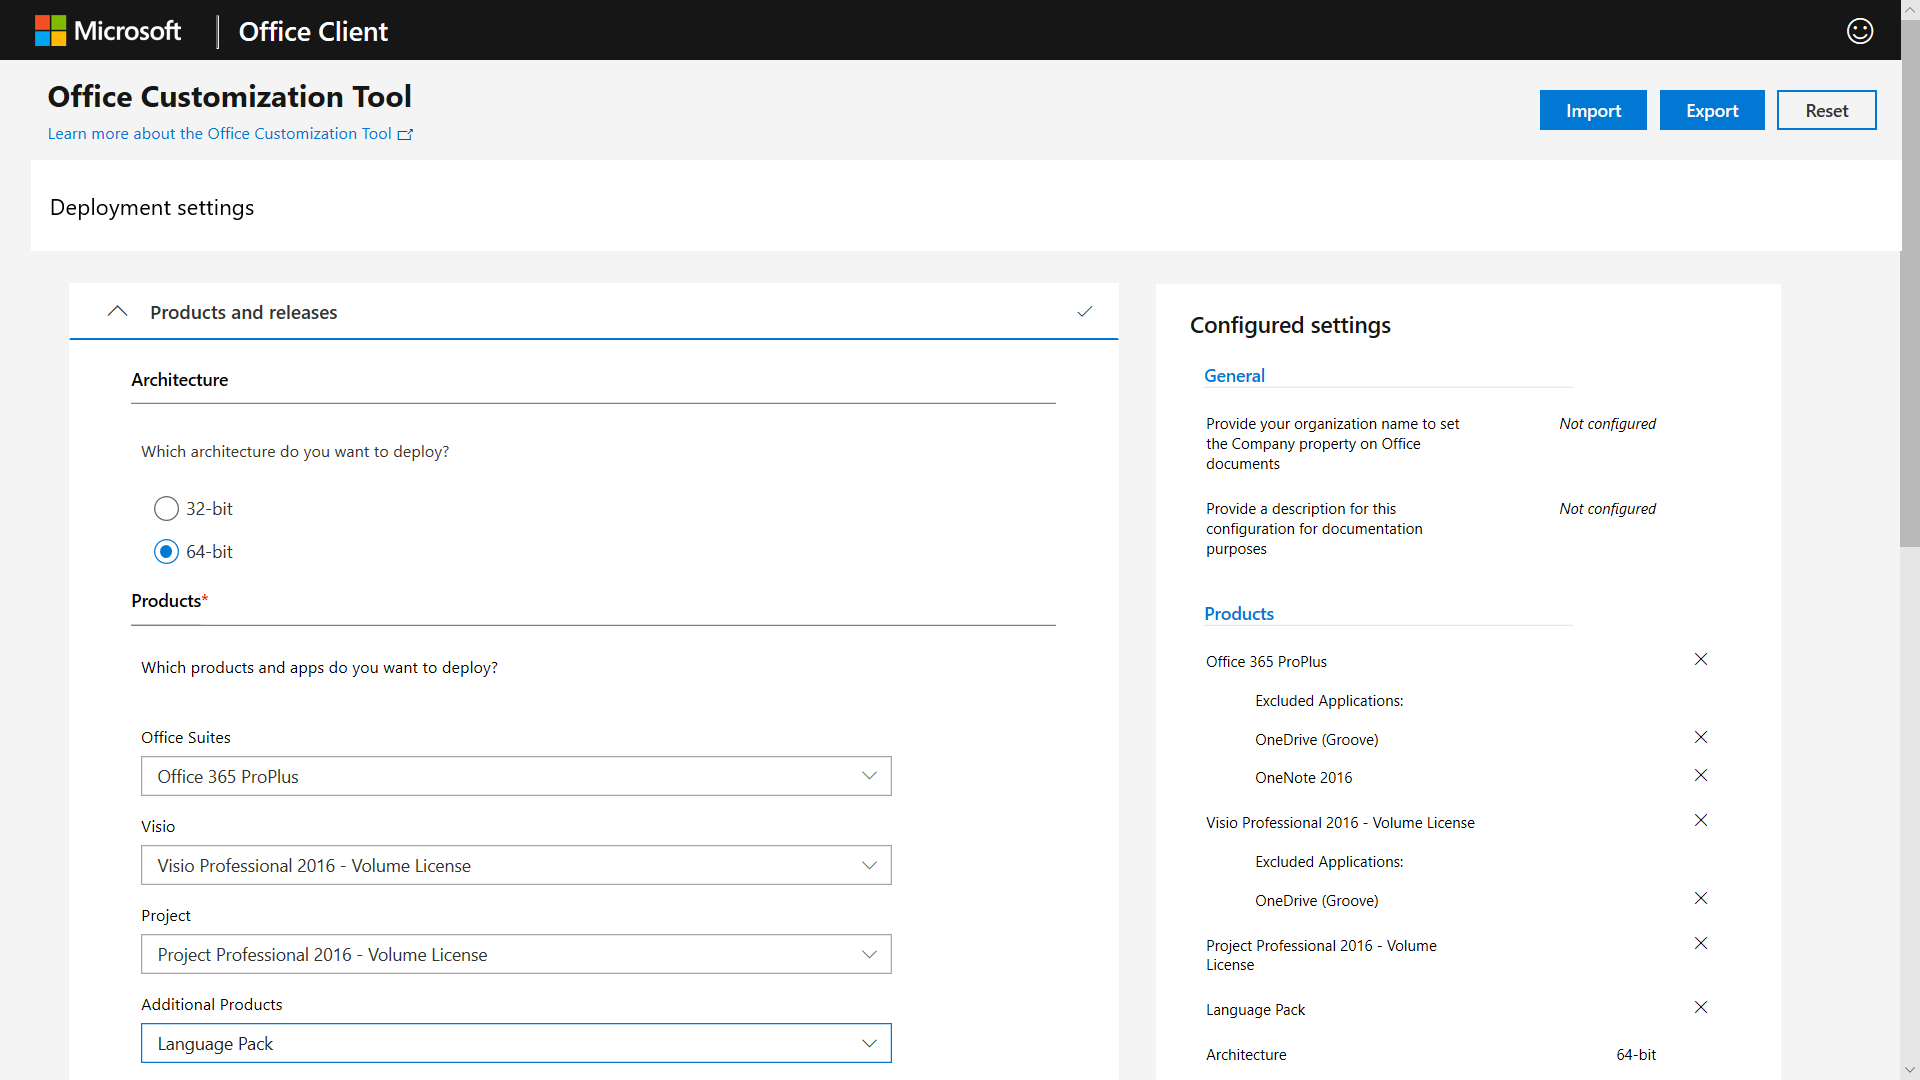 Microsoft
Office Client
Office Customization Tool
Learn more about the Office Customization Tool
Import
Export
Reset
Deployment settings
Products and releases
Architecture
Which architecture do you want to deploy?
32-bit
64-bit
Products*
Which products and apps do you want to deploy?
Office Suites
Office 365 ProPlus
Visio
Visio Professional 2016 - Volume License
Project
Project Professional 2016 - Volume License
Additional Products
Language Pack
Configured settings
General
Provide your organization name to set
the Company property on Office
documents
Not configured
Provide a description for this
configuration for documentation
purposes
Not configured
Products
Office 365 ProPlus
Excluded Applications:
OneDrive (Groove)
OneNote 2016
Visio Professional 2016 - Volume License
Excluded Applications:
OneDrive (Groove)
Project Professional 2016 - Volume
License
Language Pack
Architecture
64-bit